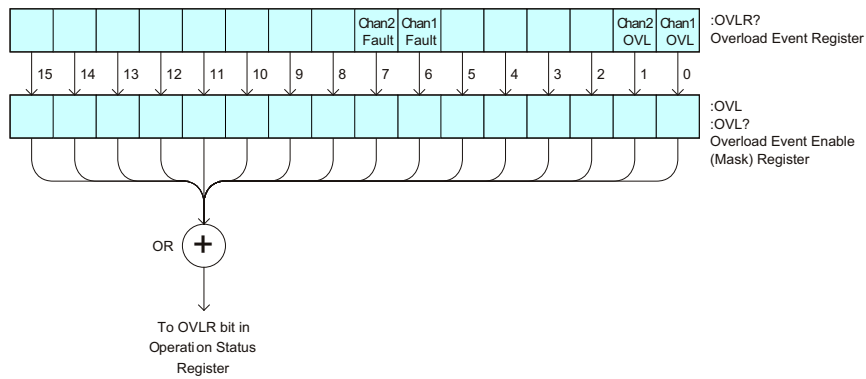 Chan2 Chan1 Chan2 Chan1 :OVLR?
Fault Fault OVL OVL Overload Event Register
15 14 13 12 11 10 9 8 7 6 5 4 3 2 1 0
:OVL
:OVL?
Overload Event Enable
(Mask) Register
OR +
To OVLR bit in
Operation Status
Register